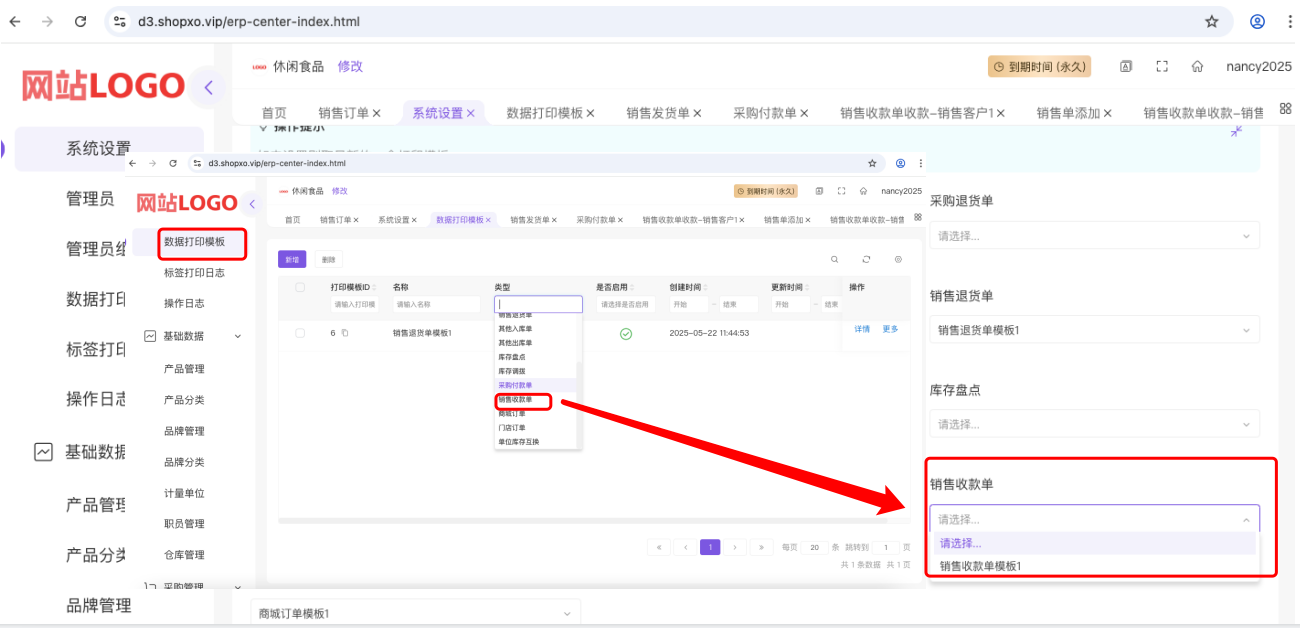 d3.shopxo.vip/erp-center-index.html
网站LOGO
LOGO 休闲食品 修改
到期时间 (永久)
nancy2025
首页 销售订单× 系统设置× 数据打印模板× 销售发货单× 采购付款单× 销售收款单收款-销售客户1× 销售单添加× 销售收款单收款-销售
操作提示
系统设置
管理员
数据打印
标签打印
操作日志
基础数据
产品管理
产品分类
品牌管理
d3.shopxo.vip/erp-center-index.html
网站LOGO
休闲食品 修改
到期时间 (永久)
nancy2025
首页 销售订单× 系统设置× 数据打印模板× 销售发货单× 采购付款单× 销售收款单收款-销售客户1× 销售单添加× 销售收款单收款-销售
数据打印模板
标签打印日志
操作日志
基础数据
产品管理
产品分类
品牌管理
品牌分类
计量单位
职员管理
仓库管理
采购管理
新增 删除
打印模板ID 名称 类型 是否启用 创建时间 更新时间 操作
请输入打印模 请输入名称 请选择是否启用 开始 - 结束 开始 - 结束
6 销售退货单模板1 2025-05-22 11:44:53 详情 更多
销售退货单
其他入库单
其他出库单
库存盘点
库存调拨
采购付款单
销售收款单
商城订单
门店订单
单位库存互换
« ‹ 1 › » 每页 20 条 跳转到 1 页
共 1 条数据 共 1 页
采购退货单
请选择...
销售退货单
销售退货单模板1
库存盘点
请选择...
销售收款单
请选择...
请选择...
销售收款单模板1
商城订单模板1